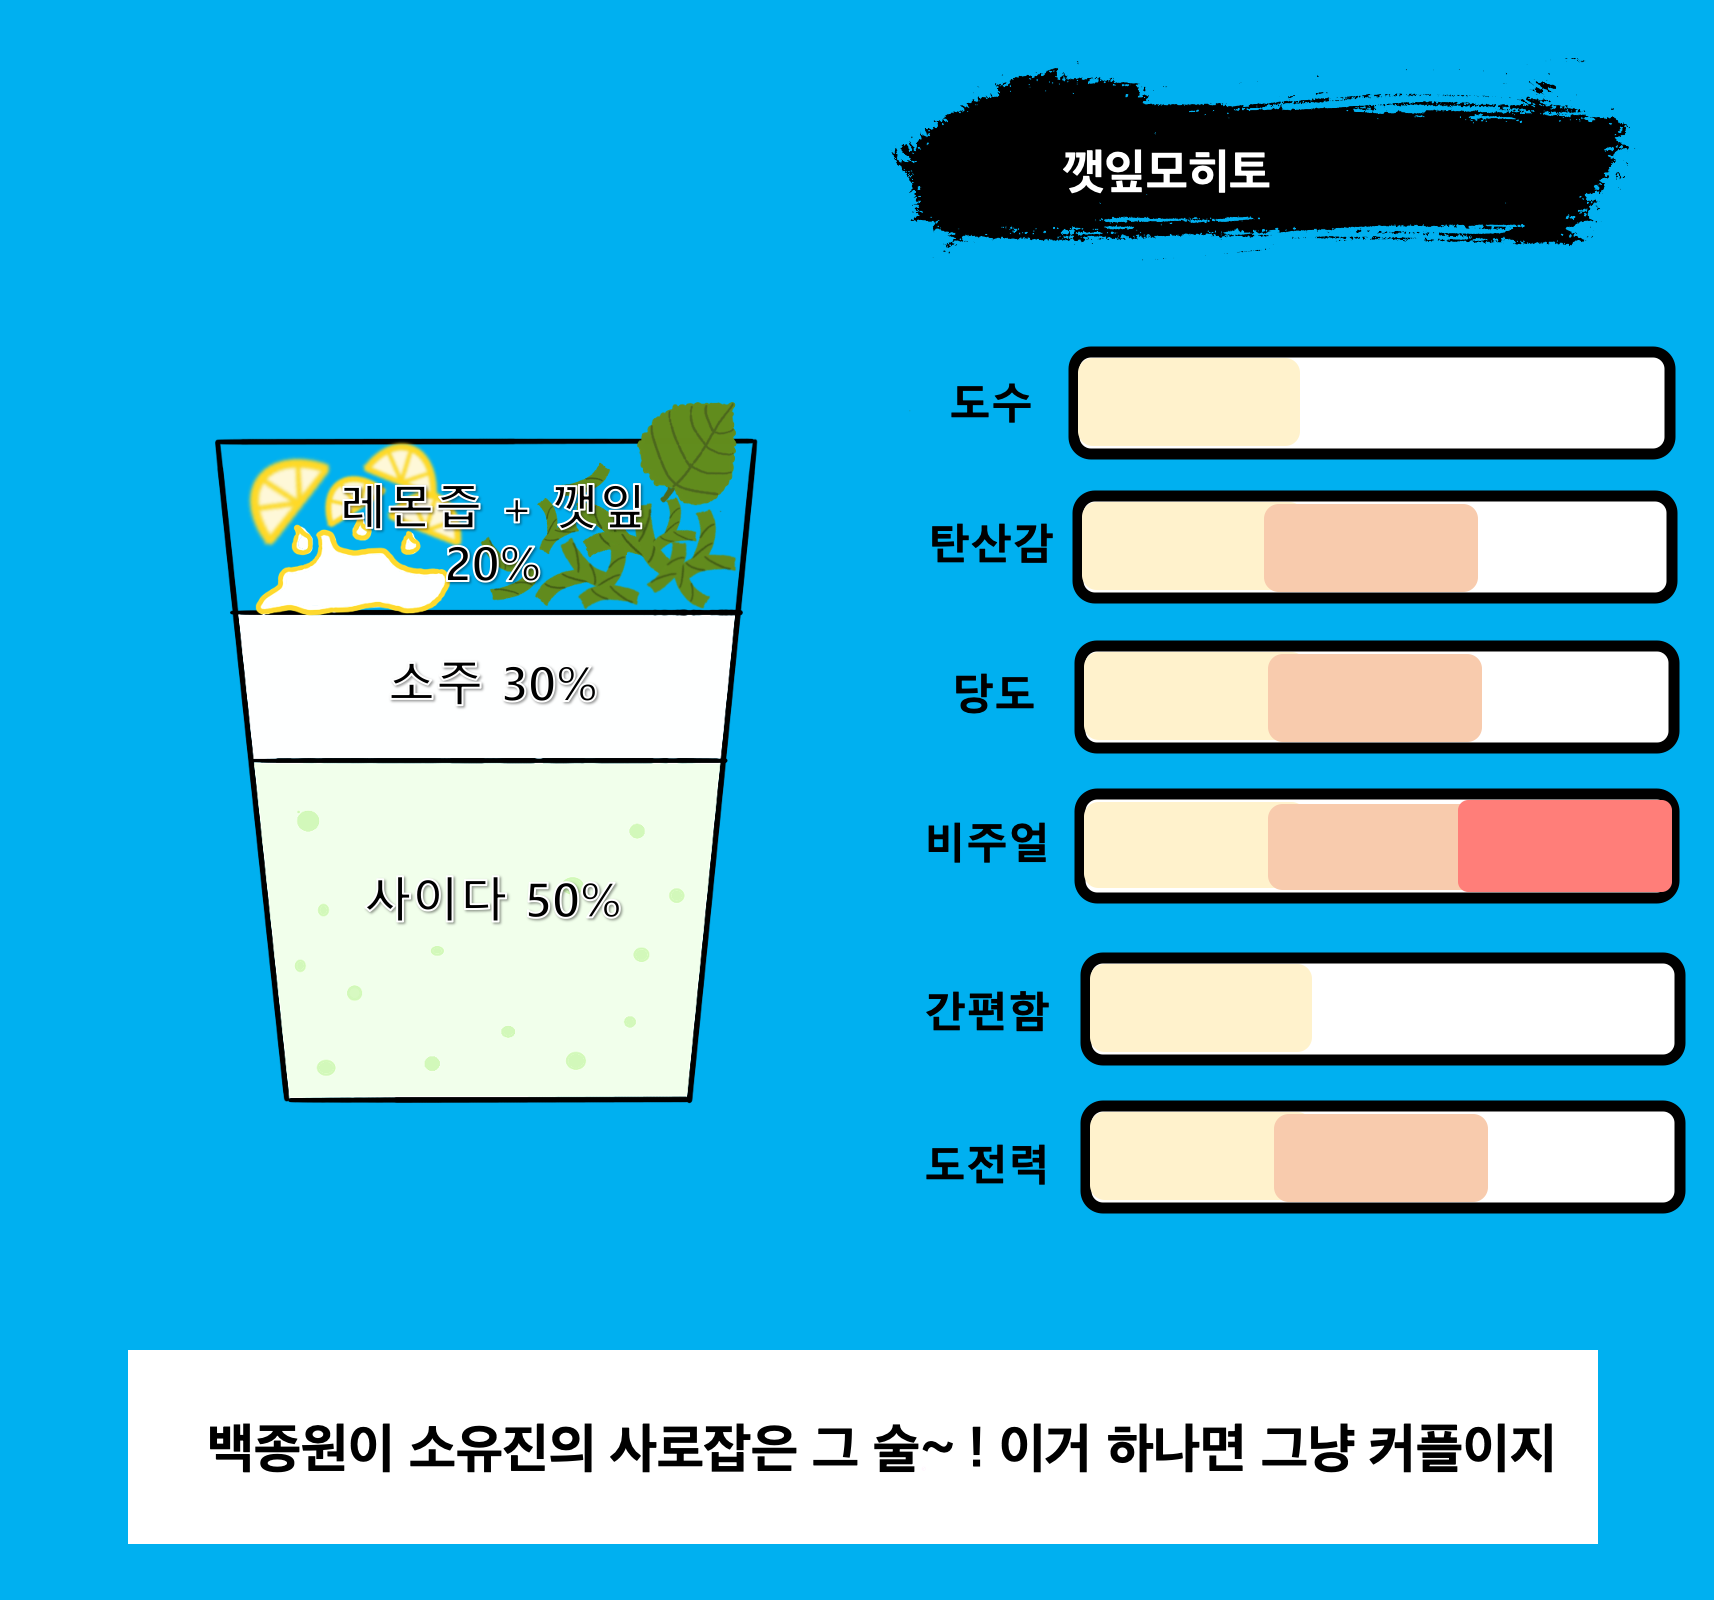 깻잎모히토
레몬즙 + 깻잎
20%
소주 30%
사이다 50%
도수
탄산감
당도
비주얼
간편함
도전력
백종원이 소유진의 사로잡은 그 술~ ! 이거 하나면 그냥 커플이지